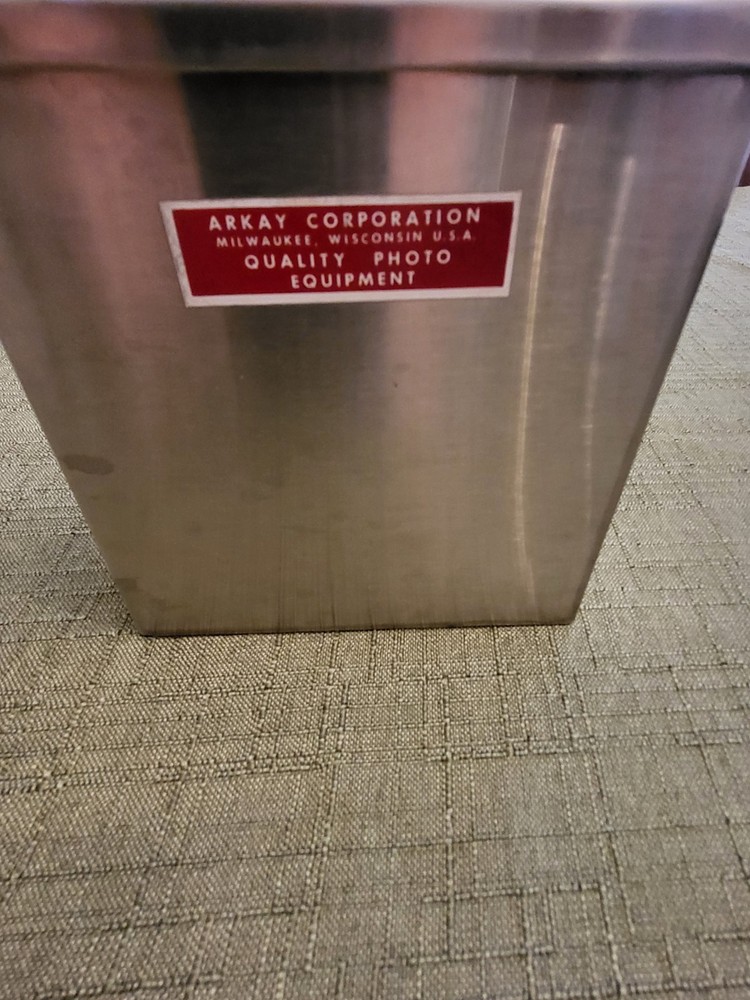 ARKAY CORPORATION
MILWAUKEE, WISCONSIN U.S.A.
QUALITY PHOTO
EQUIPMENT